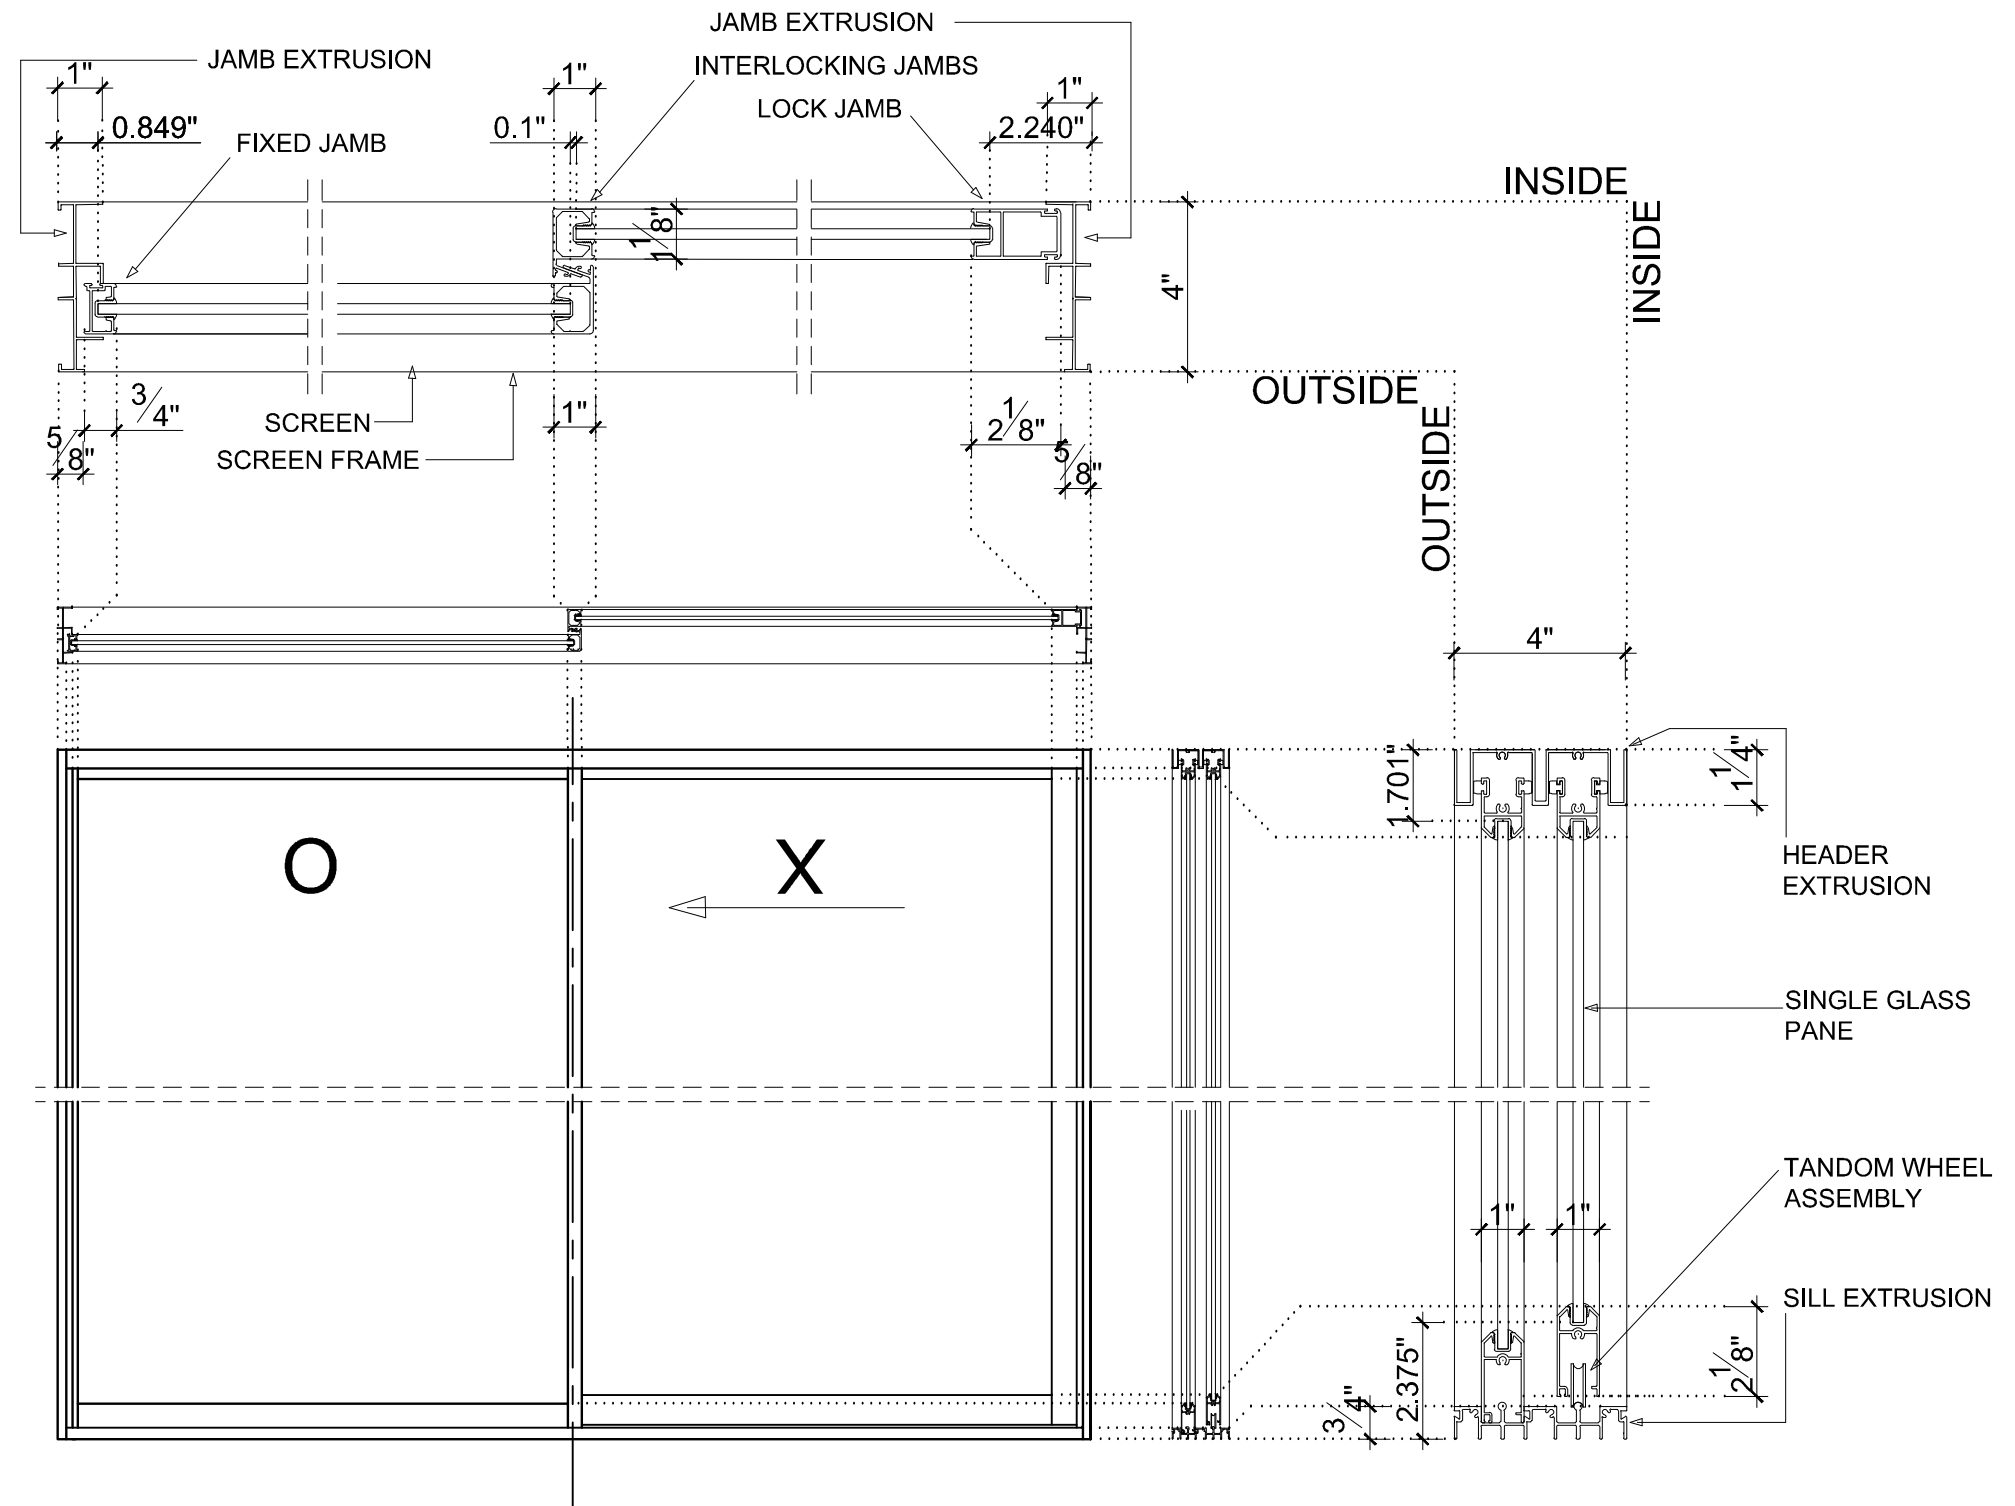 JAMB EXTRUSION
JAMB EXTRUSION
INTERLOCKING JAMBS
1"
1"
1"
LOCK JAMB
0.849"
FIXED JAMB
0.1"
2.240"
INSIDE
INSIDE
1 1/8"
4"
OUTSIDE
OUTSIDE
3/4"
SCREEN
1"
2 1/8"
5/8"
SCREEN FRAME
5/8"
4"
1.701"
1 1/4"
O
X
HEADER
EXTRUSION
SINGLE GLASS
PANE
TANDOM WHEEL
ASSEMBLY
1"
1"
SILL EXTRUSION
2.375"
2 1/8"
3/4"